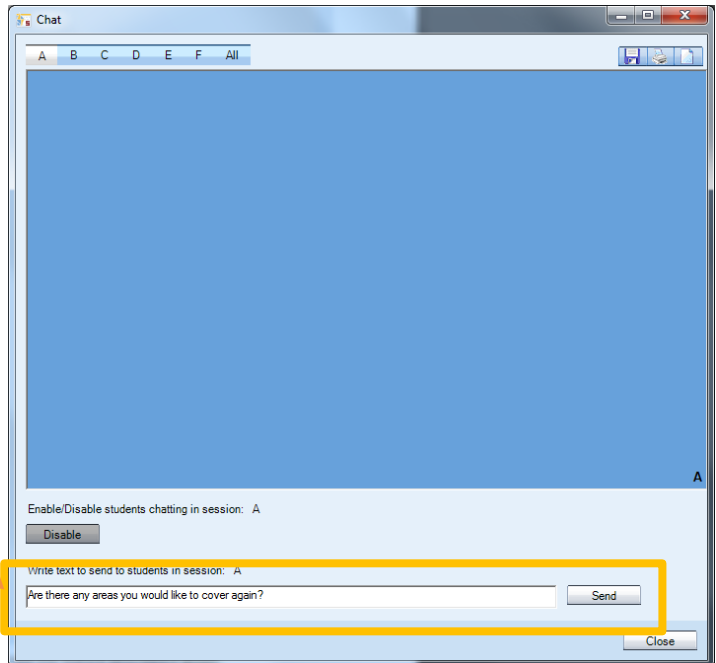 Chat
A B C D E F All
A
Enable/Disable students chatting in session: A
Disable
Write text to send to students in session: A
Are there any areas you would like to cover again?
Send
Close